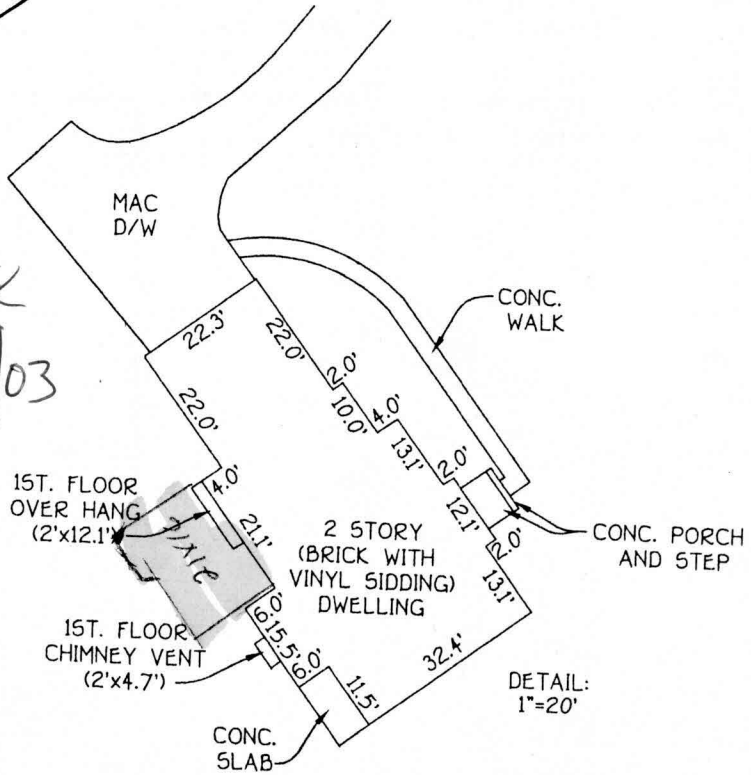 MAC
D/W
CONC.
WALK
22.3'
22.0'
2.0'
10.0'
4.0'
13.1'
2.0'
12.1'
2.0'
13.1'
22.0'
03
1ST. FLOOR
OVER HANG
(2'x12.1')
4.0'
21.1'
2 STORY
(BRICK WITH
VINYL SIDDING)
DWELLING
CONC. PORCH
AND STEP
6.0'
15.5'
6.0'
11.5'
32.4'
1ST. FLOOR
CHIMNEY VENT
(2'x4.7')
DETAIL:
1"=20'
CONC.
SLAB